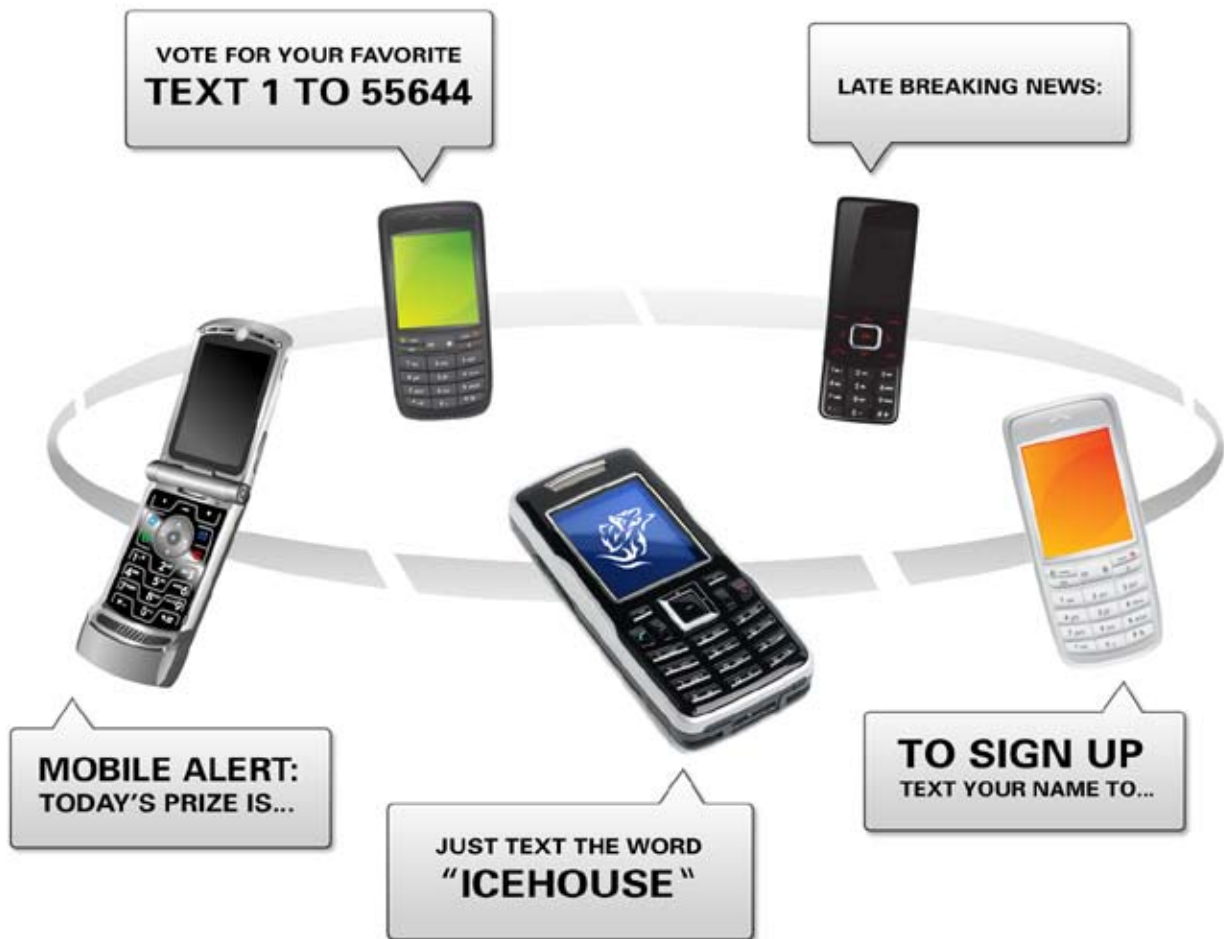 VOTE FOR YOUR FAVORITE
TEXT 1 TO 55644
LATE BREAKING NEWS:
MOBILE ALERT:
TODAY'S PRIZE IS...
JUST TEXT THE WORD
"ICEHOUSE"
TO SIGN UP
TEXT YOUR NAME TO...